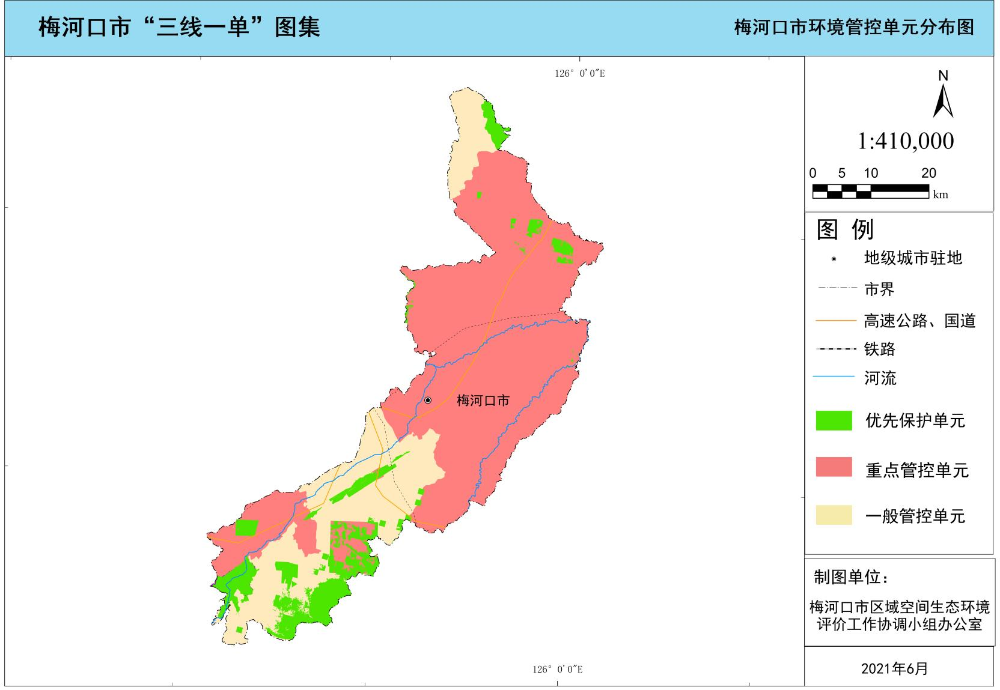 梅河口市“三线一单”图集
梅河口市环境管控单元分布图
126° 0′0″E
N
1:410,000
0 5 10 20
km
图 例
地级城市驻地
市界
高速公路、国道
铁路
河流
优先保护单元
重点管控单元
一般管控单元
梅河口市
制图单位：
梅河口市区域空间生态环境
评价工作协调小组办公室
126° 0′0″E
2021年6月